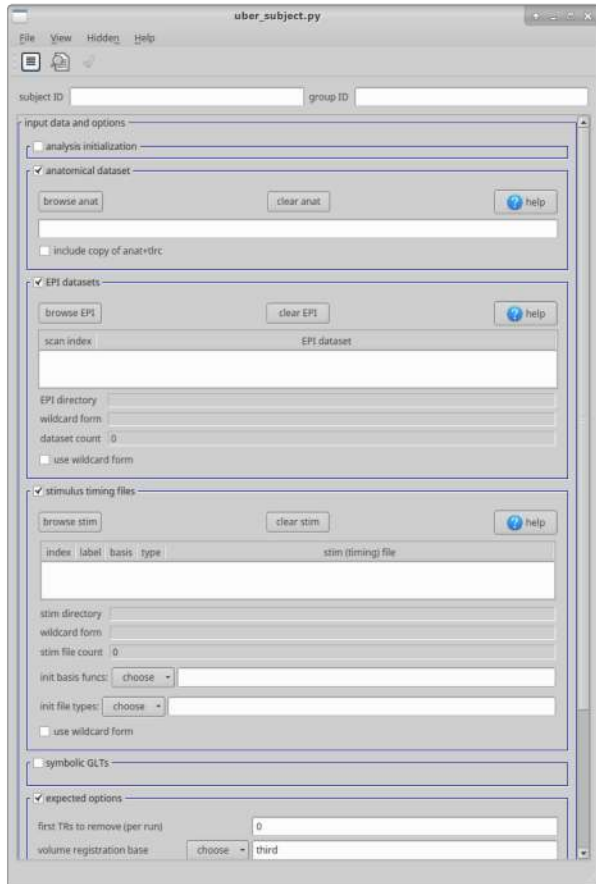 uber_subject.py
File View Hidden Help
subject ID group ID
input data and options
analysis initialization
anatomical dataset
browse anat clear anat help
include copy of anat+tlrc
EPI datasets
browse EPI clear EPI help
scan index EPI dataset
EPI directory
wildcard form
dataset count 0
use wildcard form
stimulus timing files
browse stim clear stim help
index label basis type stim (timing) file
stim directory
wildcard form
stim file count 0
init basis funcs: choose
init file types: choose
use wildcard form
symbolic GLTs
expected options
first TRs to remove (per run) 0
volume registration base choose third